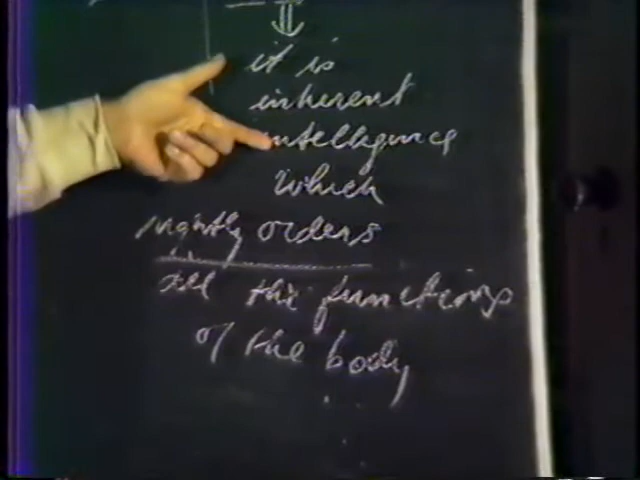 it is
inherent
intelligence
which
rightly orders
all the functions
of the body